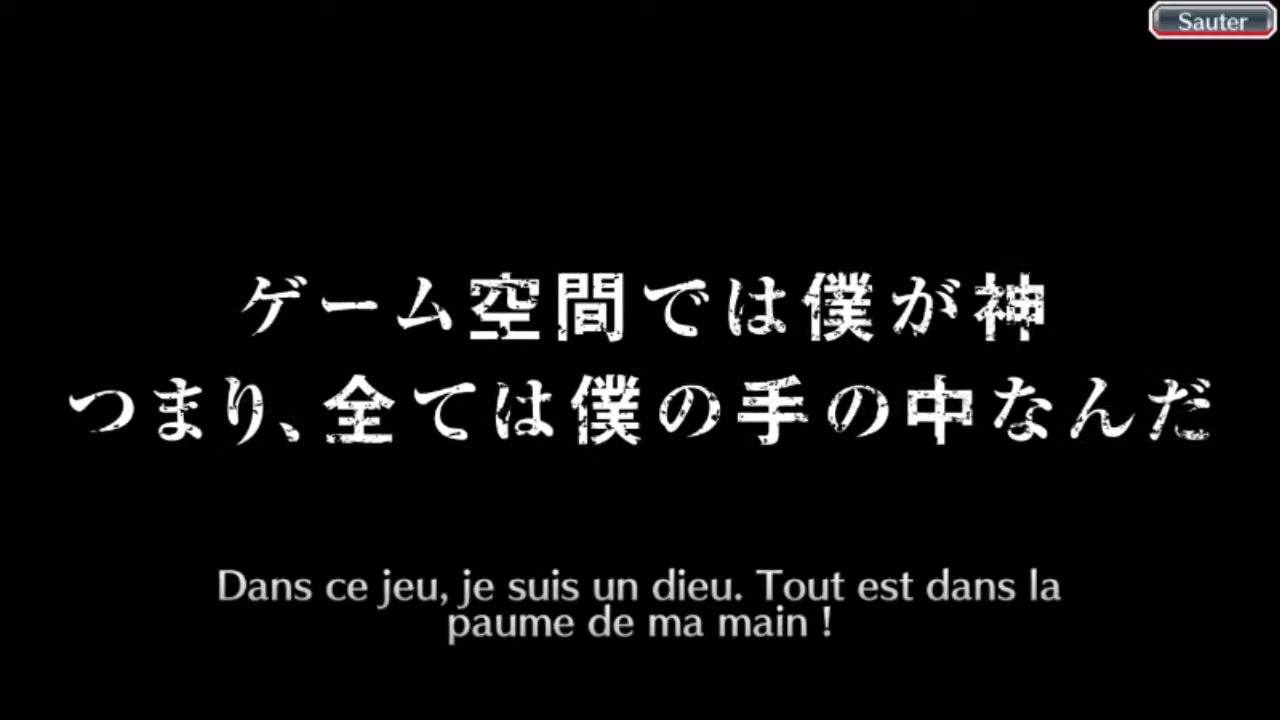 Sauter
ゲーム空間では僕が神
つまり、全ては僕の手の中なんだ
Dans ce jeu, je suis un dieu. Tout est dans la
paume de ma main !